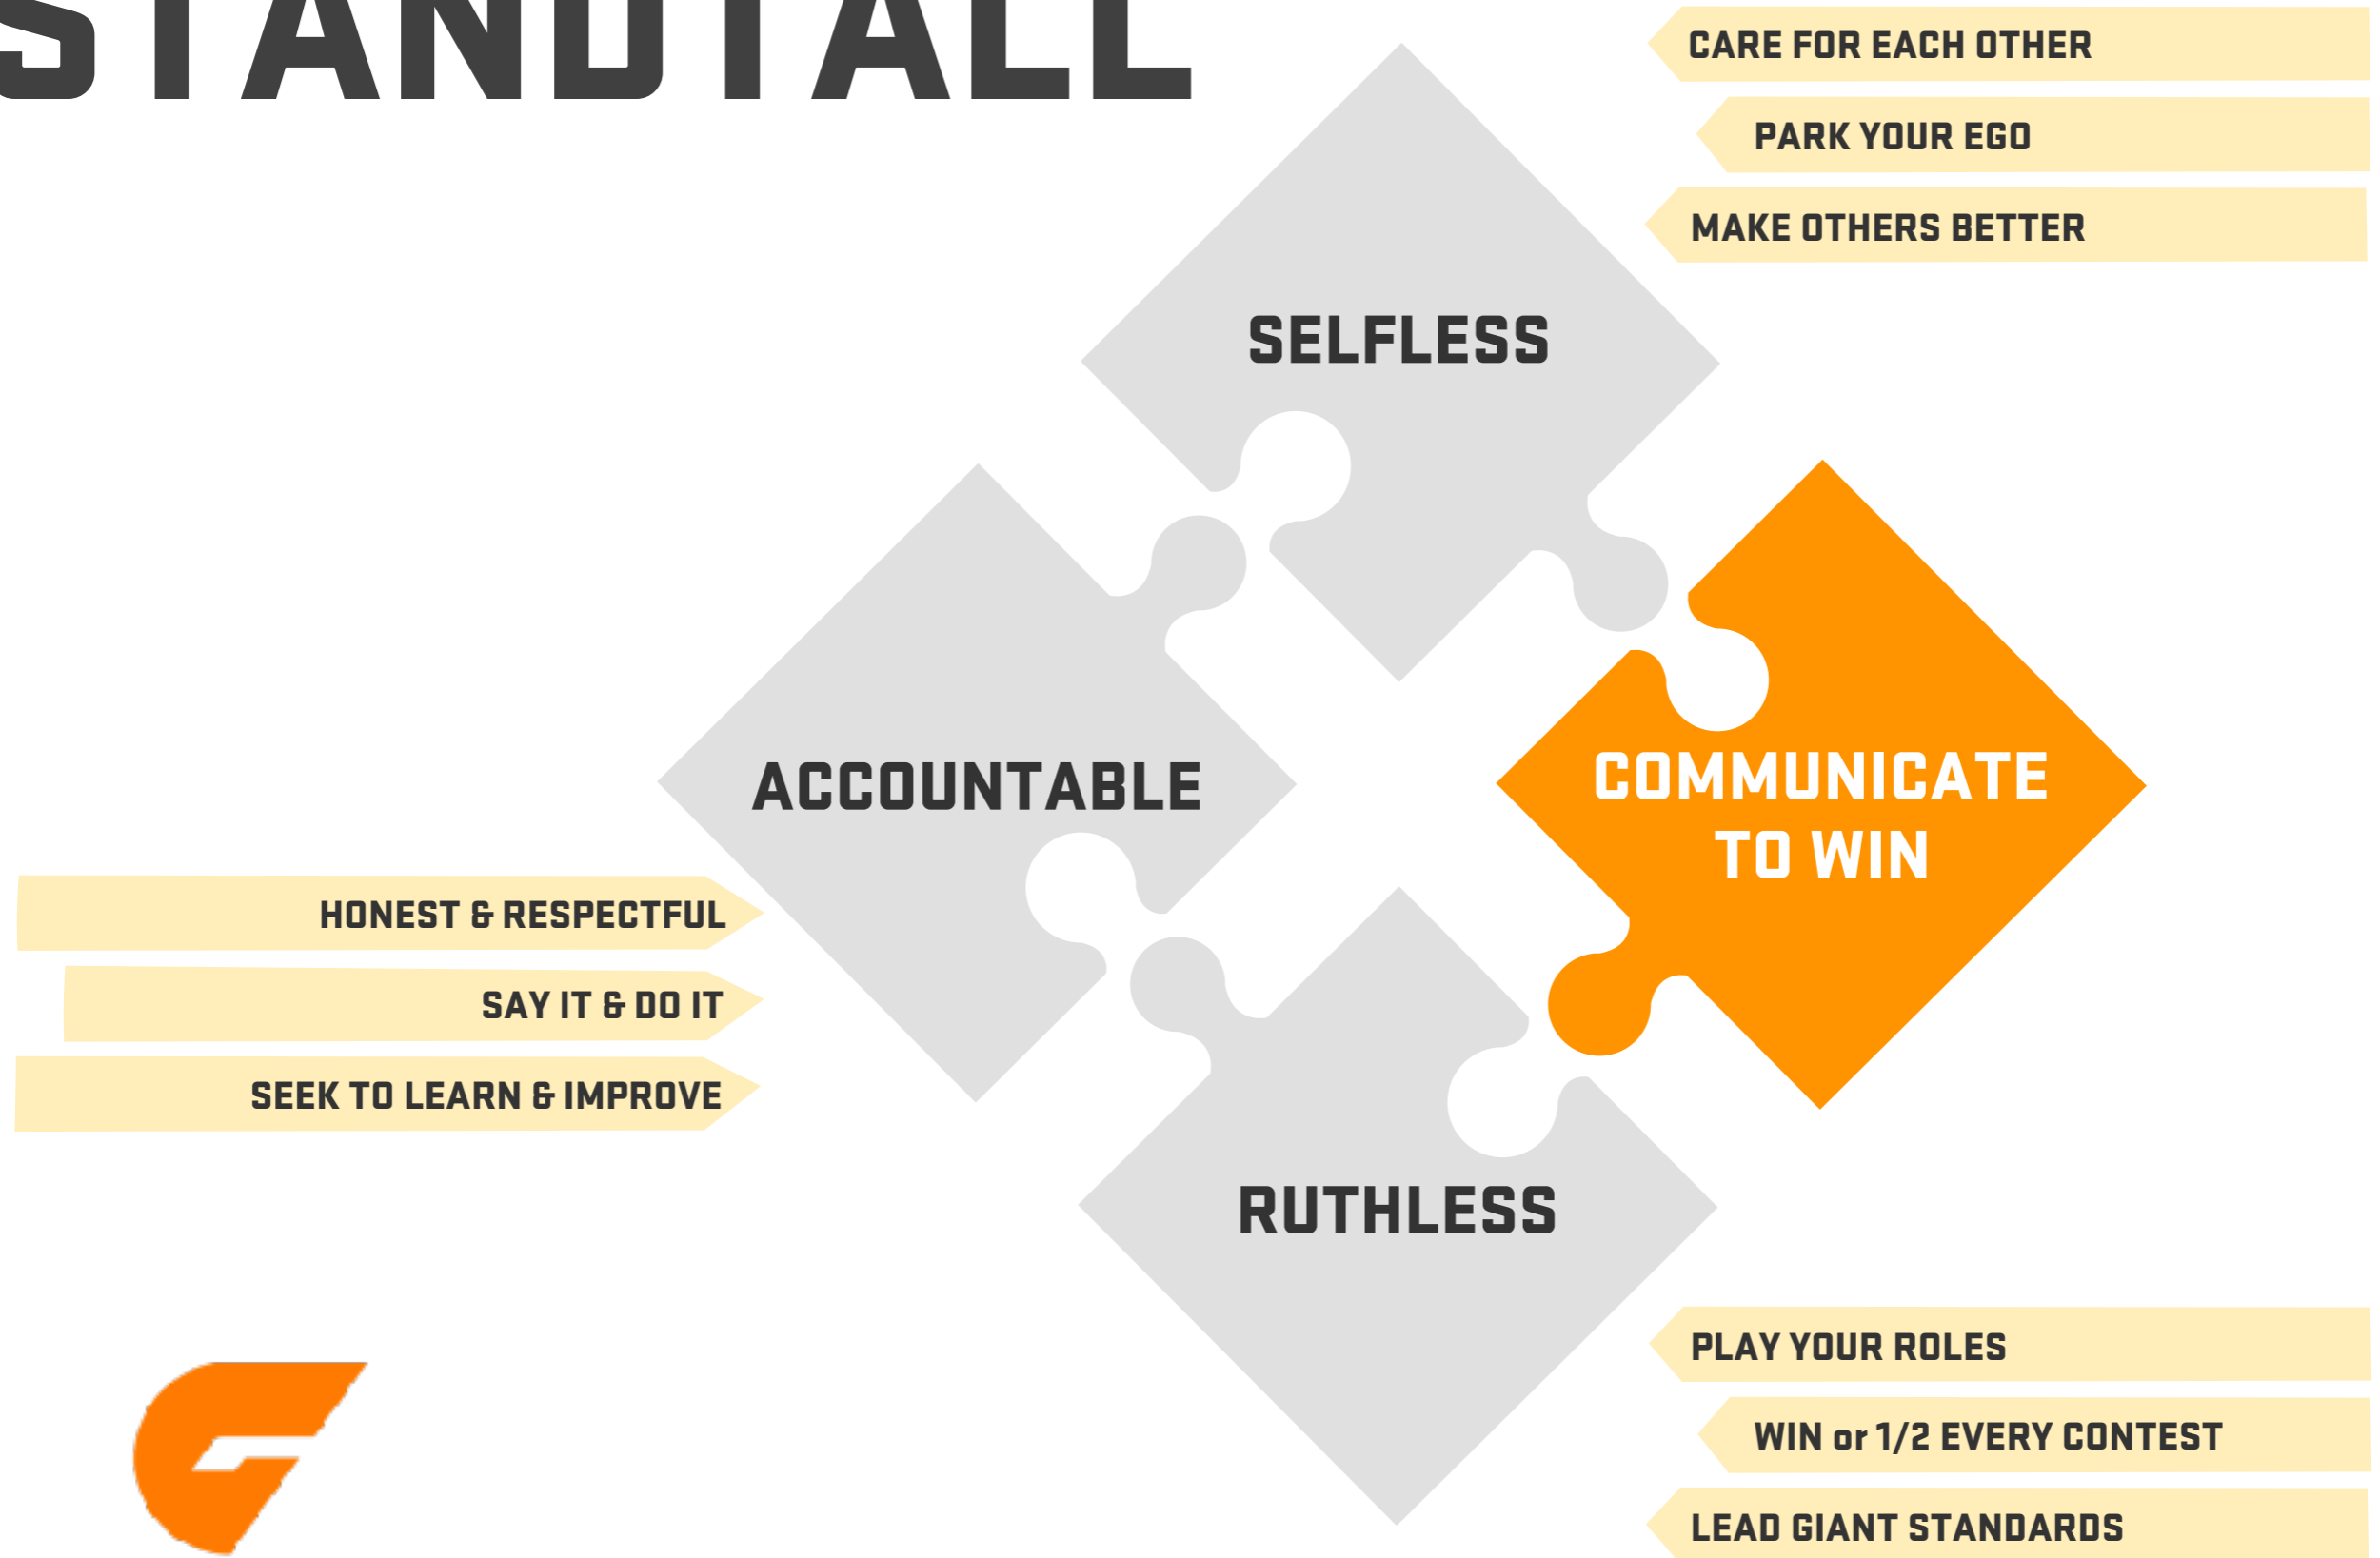 STAND TALL
CARE FOR EACH OTHER
PARK YOUR EGO
MAKE OTHERS BETTER
SELFLESS
ACCOUNTABLE
COMMUNICATE
TO WIN
HONEST & RESPECTFUL
SAY IT & DO IT
SEEK TO LEARN & IMPROVE
RUTHLESS
PLAY YOUR ROLES
WIN or 1/2 EVERY CONTEST
LEAD GIANT STANDARDS